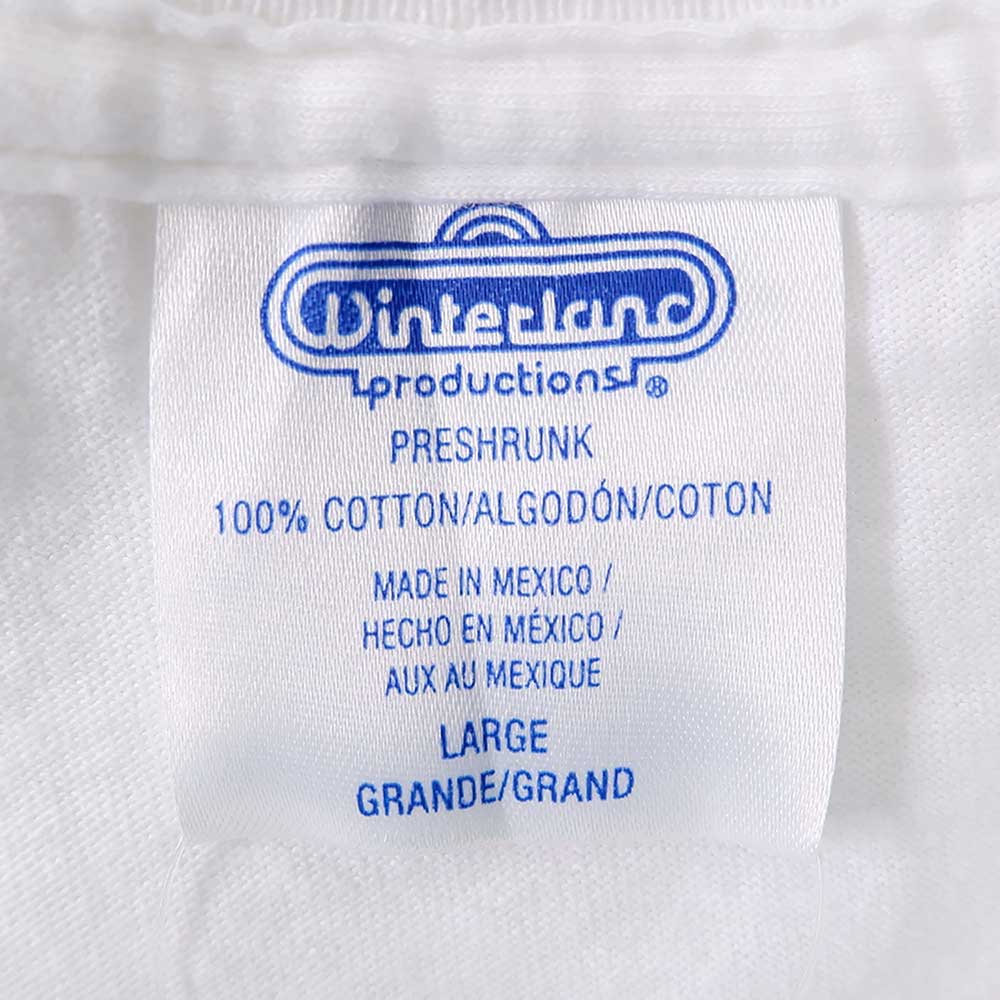 Winterland
productions®
PRESHRUNK
100% COTTON/ALGODÓN/COTON
MADE IN MEXICO /
HECHO EN MÉXICO /
AUX AU MEXIQUE
LARGE
GRANDE/GRAND